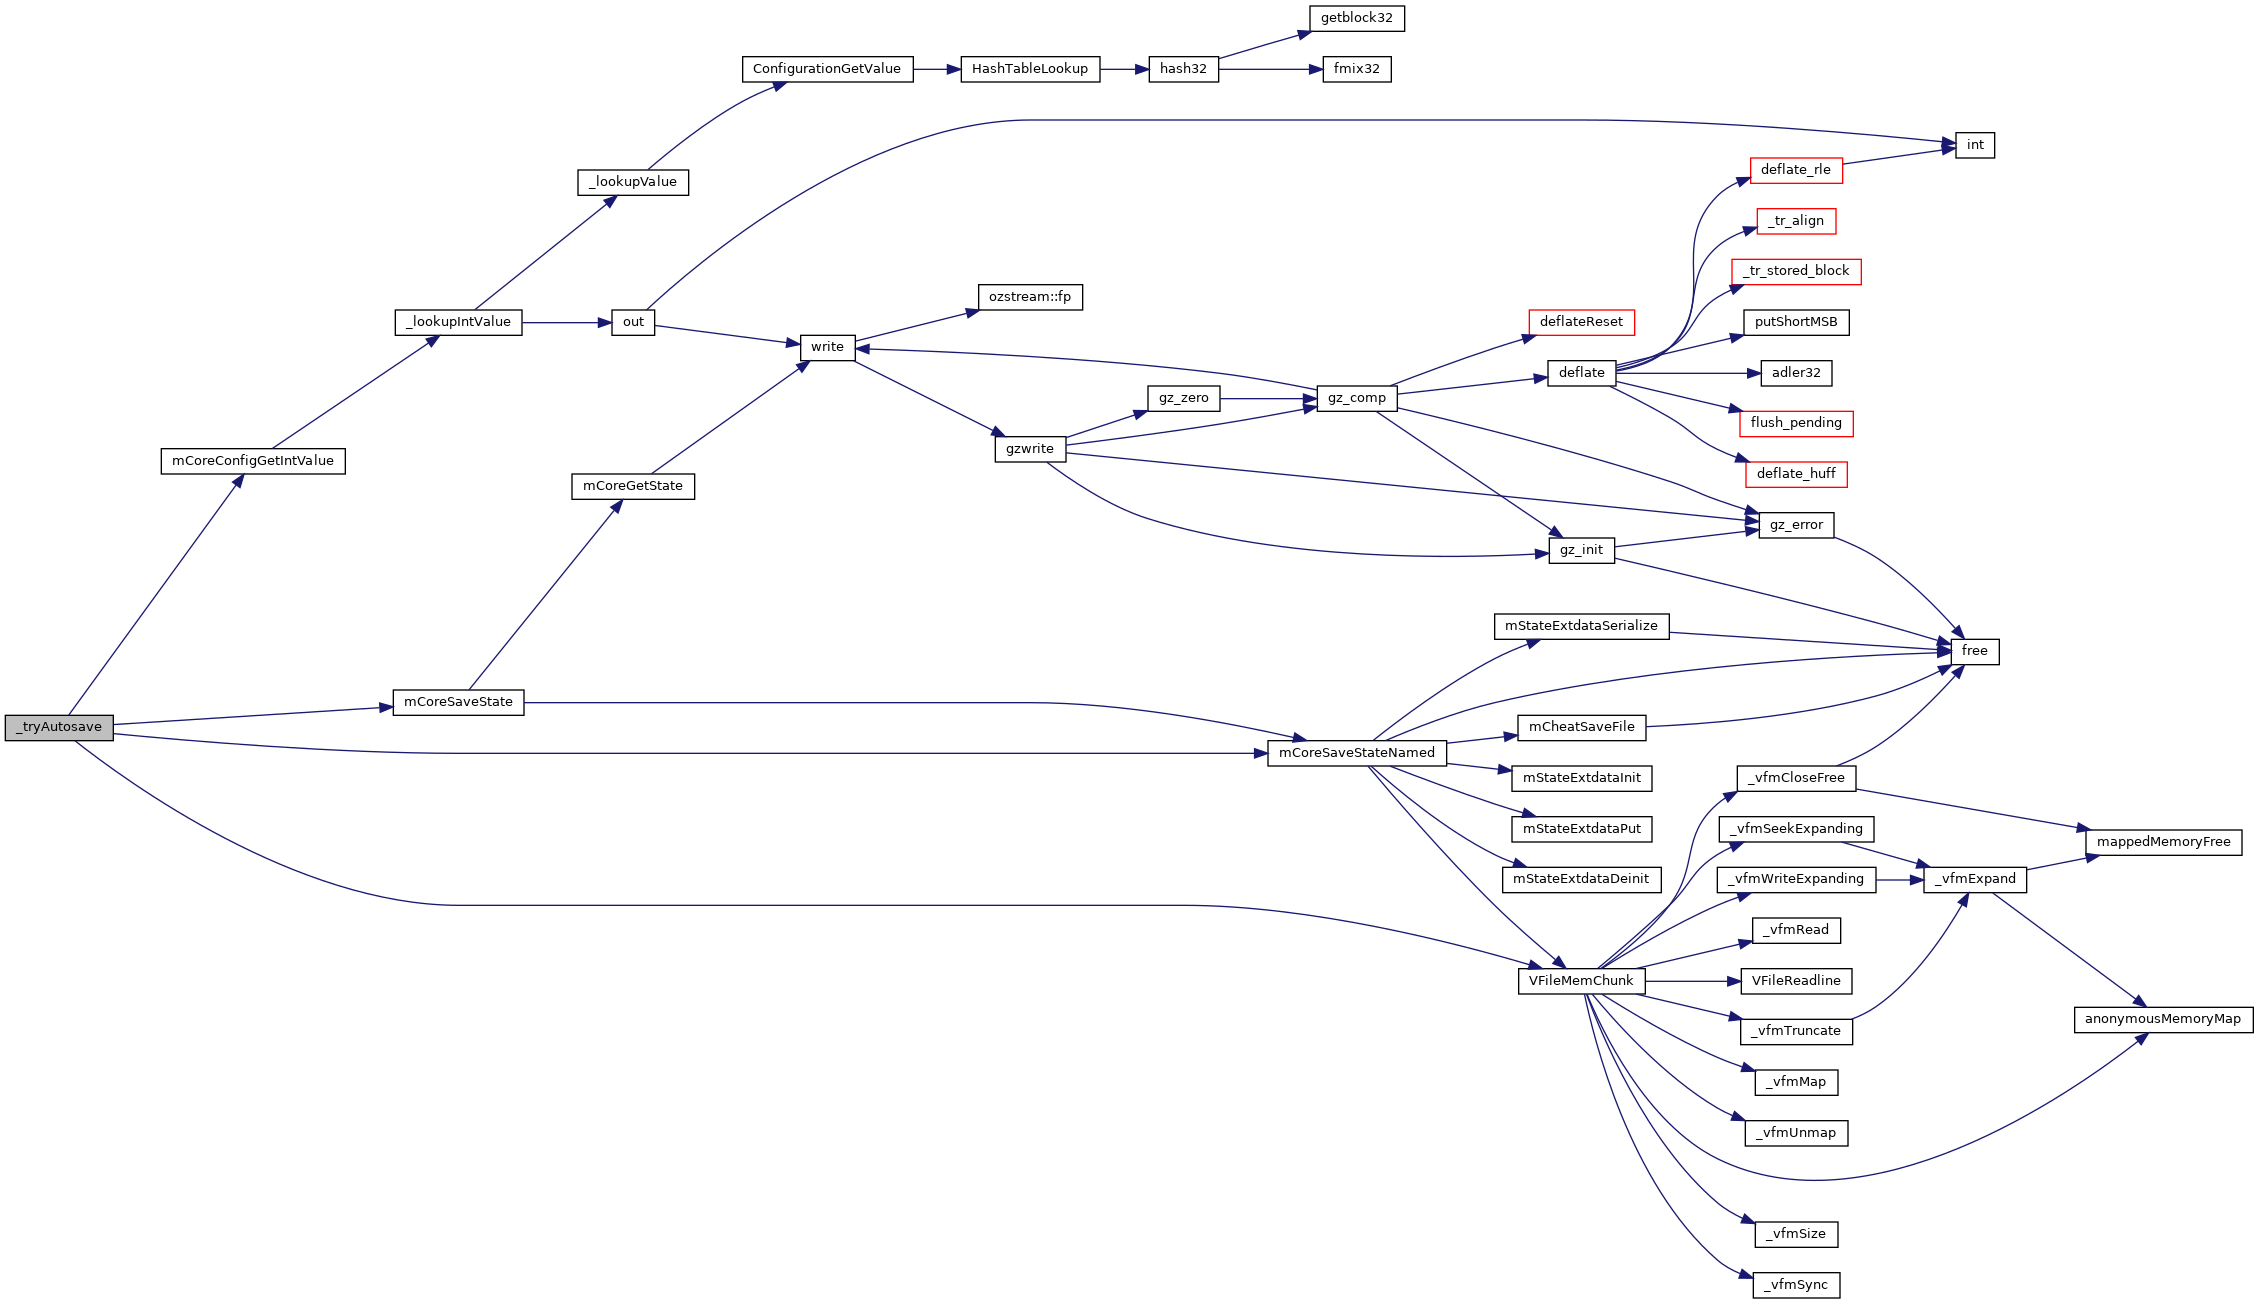 getblock32
ConfigurationGetValue
HashTableLookup
hash32
fmix32
int
deflate_rle
_lookupValue
_tr_align
_tr_stored_block
ozstream::fp
_lookupIntValue
out
deflateReset
putShortMSB
write
deflate
adler32
gz_zero
gz_comp
flush_pending
gzwrite
mCoreConfigGetIntValue
deflate_huff
mCoreGetState
gz_error
gz_init
mStateExtdataSerialize
free
mCoreSaveState
_tryAutosave
mCheatSaveFile
mCoreSaveStateNamed
mStateExtdataInit
_vfmCloseFree
mStateExtdataPut
_vfmSeekExpanding
mappedMemoryFree
mStateExtdataDeinit
_vfmWriteExpanding
_vfmExpand
_vfmRead
VFileMemChunk
VFileReadline
anonymousMemoryMap
_vfmTruncate
_vfmMap
_vfmUnmap
_vfmSize
_vfmSync